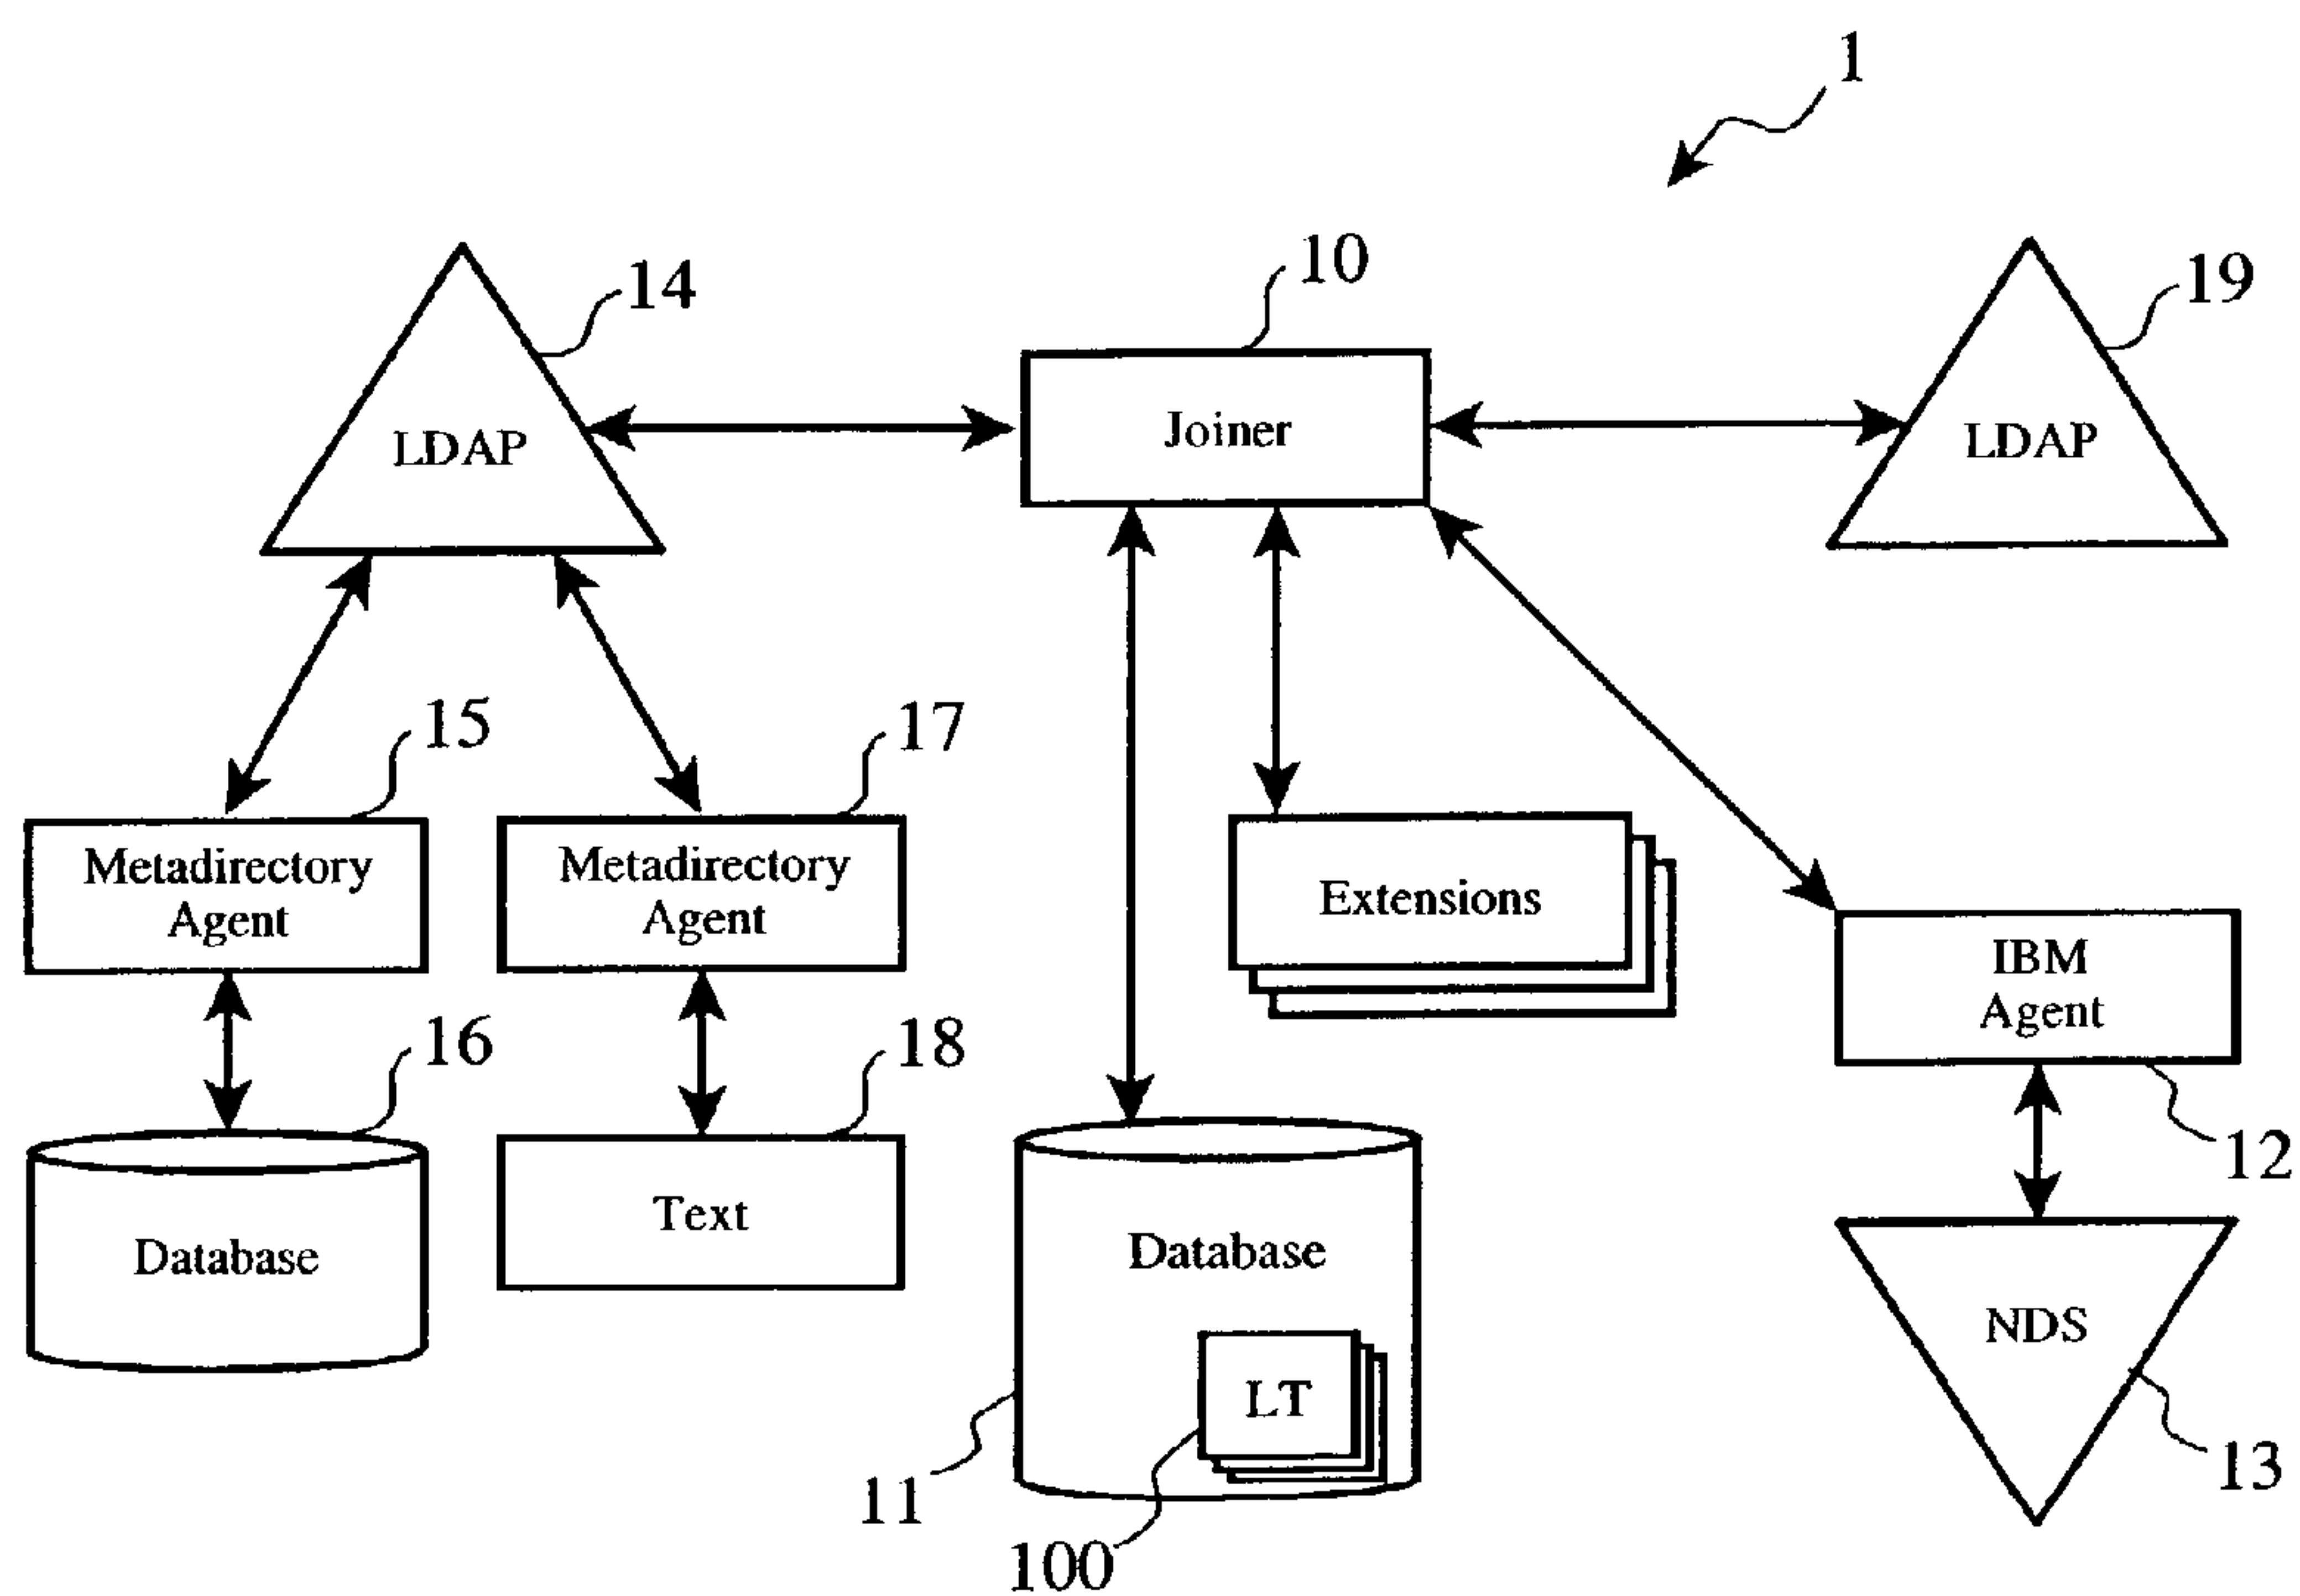 1
14
10
19
LDAP
Joiner
LDAP
15
17
Metadirectory
Agent
Metadirectory
Agent
Extensions
IBM
Agent
16
18
12
Database
Text
Database
NDS
LT
11
100
13